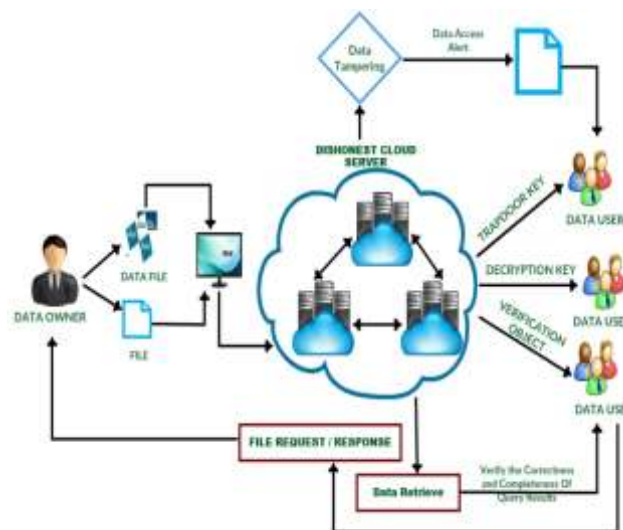 Data
Tampering
Data Access
Alert
DISHONEST CLOUD
SERVER
TRAPDOOR KEY
DATA USER
DATA FILE
DECRYPTION KEY
DATA OWNER
FILE
DATA USE
VERIFICATION
OBJECT
DATA USE
FILE REQUEST / RESPONSE
Data Retrieve
Verify the Correctness
and Completeness Of
Query Results